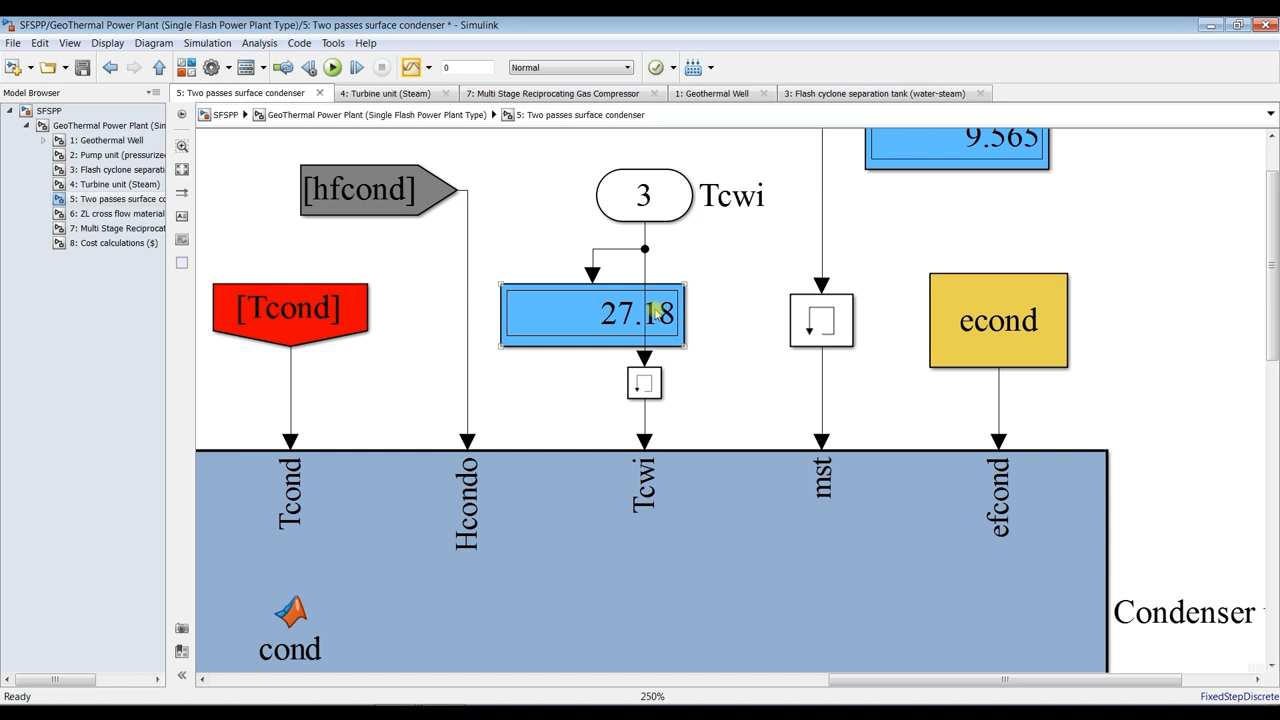 SFSPP/GeoThermal Power Plant (Single Flash Power Plant Type)/5: Two passes surface condenser * - Simulink
File Edit View Display Diagram Simulation Analysis Code Tools Help
0 Normal
Model Browser
5: Two passes surface condenser 4: Turbine unit (Steam) 7: Multi Stage Reciprocating Gas Compressor 1: Geothermal Well 3: Flash cyclone separation tank (water-steam)
SFSPP
GeoThermal Power Plant (Sin
1: Geothermal Well
2: Pump unit (pressurize
3: Flash cyclone separati
4: Turbine unit (Steam)
5: Two passes surface co
6: ZL cross flow material
7: Multi Stage Reciprocat
8: Cost calculations ($)
SFSPP GeoThermal Power Plant (Single Flash Power Plant Type) 5: Two passes surface condenser
9.565
[hfcond]
3 Tcwi
[Tcond]
27.18
econd
Tcond
Hcondo
Tcwi
mst
efcond
cond
Condenser
Ready 250% FixedStepDiscrete